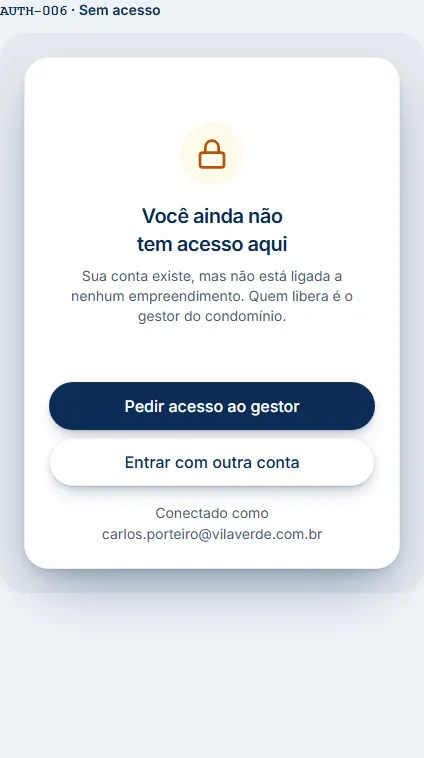 AUTH-006 · Sem acesso
Você ainda não
tem acesso aqui
Sua conta existe, mas não está ligada a
nenhum empreendimento. Quem libera é o
gestor do condomínio.
Pedir acesso ao gestor
Entrar com outra conta
Conectado como
carlos.porteiro@vilaverde.com.br